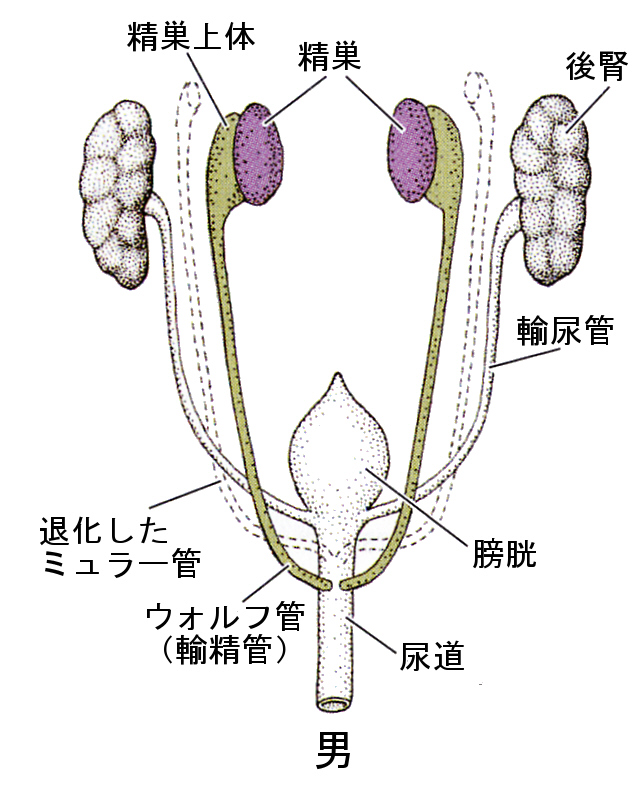 精巣上体
精巣
後腎
輸尿管
退化した
ミュラー管
膀胱
ウォルフ管
（輸精管）
尿道
男